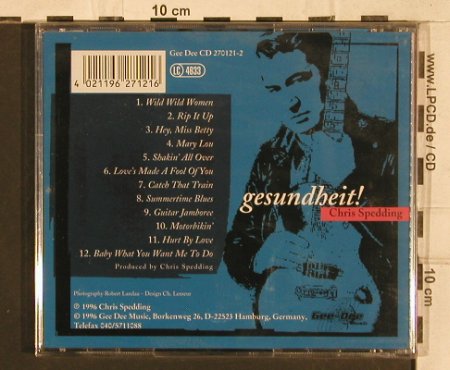 10 cm
Gee Dee CD 270121-2
LC 4633
4 021196 271216
1. Wild Wild Women
2. Rip It Up
3. Hey, Miss Betty
4. Mary Lou
5. Shakin' All Over
6. Love's Made A Fool Of You
7. Catch That Train
8. Summertime Blues
9. Guitar Jamboree
10. Motorbikin'
11. Hurt By Love
12. Baby What You Want Me To Do
Produced by Chris Spedding
gesundheit!
Chris Spedding
Photography Robert Landau - Design Ch. Lesueur
℗ 1996 Chris Spedding
© 1996 Gee Dee Music, Borkenweg 26, D-22523 Hamburg, Germany,
Telefax 040/5711088
Gee-Dee
www.LPCD.de / CD
10 cm